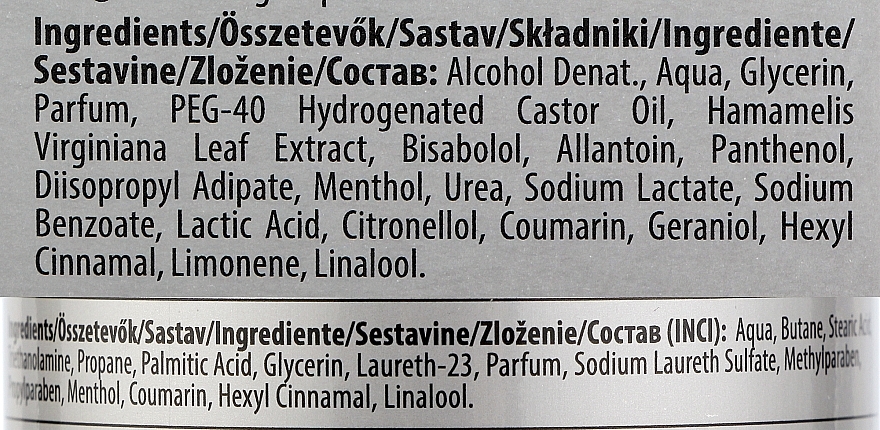 Ingredients/Összetevők/Sastav/Składniki/Ingrediente/
Sestavine/Zloženie/Состав: Alcohol Denat., Aqua, Glycerin,
Parfum, PEG-40 Hydrogenated Castor Oil, Hamamelis
Virginiana Leaf Extract, Bisabolol, Allantoin, Panthenol,
Diisopropyl Adipate, Menthol, Urea, Sodium Lactate, Sodium
Benzoate, Lactic Acid, Citronellol, Coumarin, Geraniol, Hexyl
Cinnamal, Limonene, Linalool.
Ingredients/Összetevők/Sastav/Ingrediente/Sestavine/Zloženie/Состав (INCI): Aqua, Butane, Stearic Acid,
Propane, Palmitic Acid, Glycerin, Laureth-23, Parfum, Sodium Laureth Sulfate, Methylparaben,
Propylparaben, Menthol, Coumarin, Hexyl Cinnamal, Linalool.